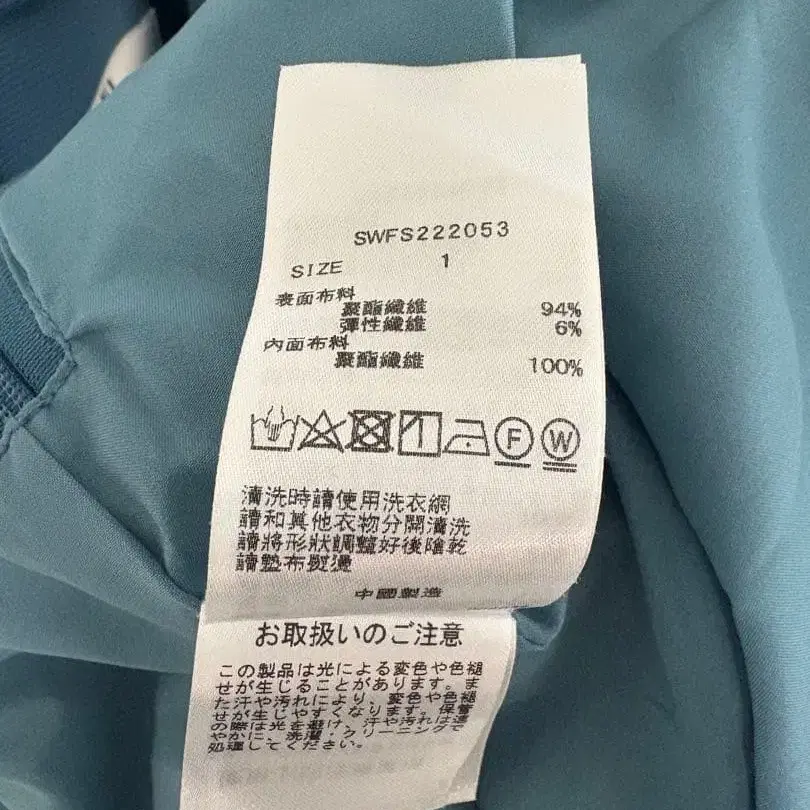 SWFS222053
SIZE 1
表面布料
聚酯纖維 94%
彈性纖維 6%
內面布料
聚酯纖維 100%
F W
清洗時請使用洗衣網
請和其他衣物分開清洗
請將形狀調整好後陰乾
請墊布熨燙
中國製造
お取扱いのご注意
この製品は光による変色や色褪
せが生じることがあります。ま
た汗や汚れにより、変色や色褪
せが生じやすくなります。保管
の際は光を避け、汗や汚れは速
やかに、洗濯・クリーニングで
処理してください。